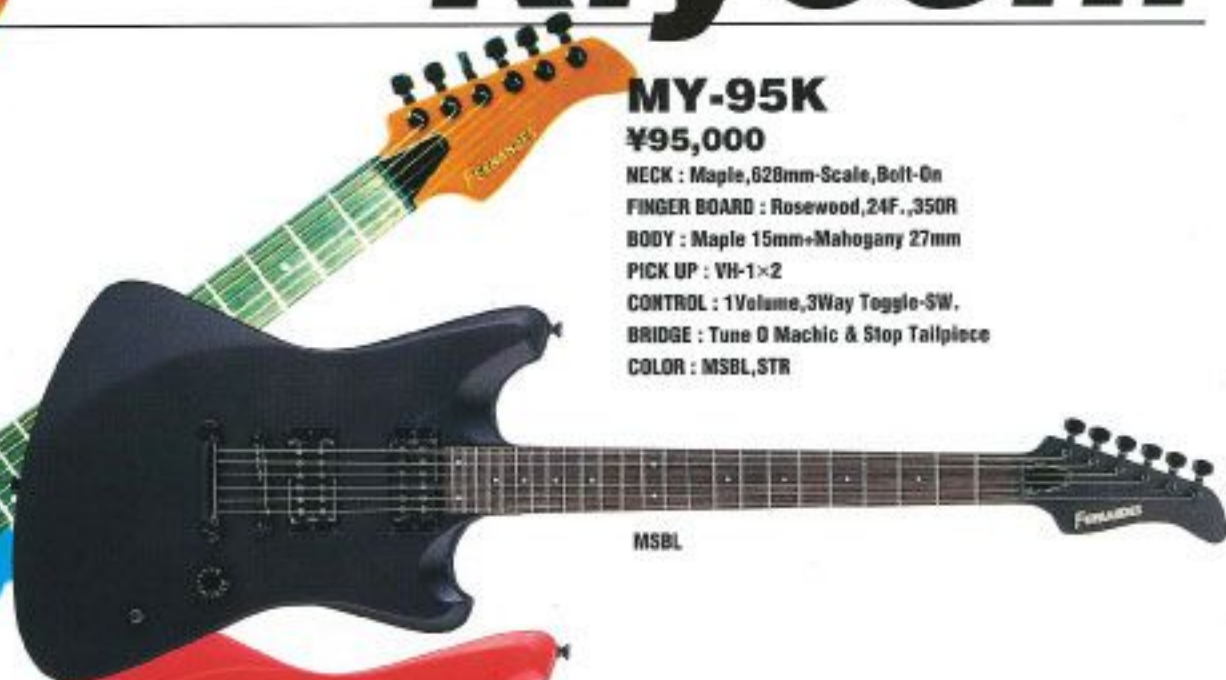 MY-95K
¥95,000
NECK : Maple,628mm-Scale,Bolt-On
FINGER BOARD : Rosewood,24F.,350R
BODY : Maple 15mm+Mahogany 27mm
PICK UP : VH-1×2
CONTROL : 1Volume,3Way Toggle-SW.
BRIDGE : Tune O Machic & Stop Tailpiece
COLOR : MSBL,STR
FERNANDES
FERNANDES
MSBL